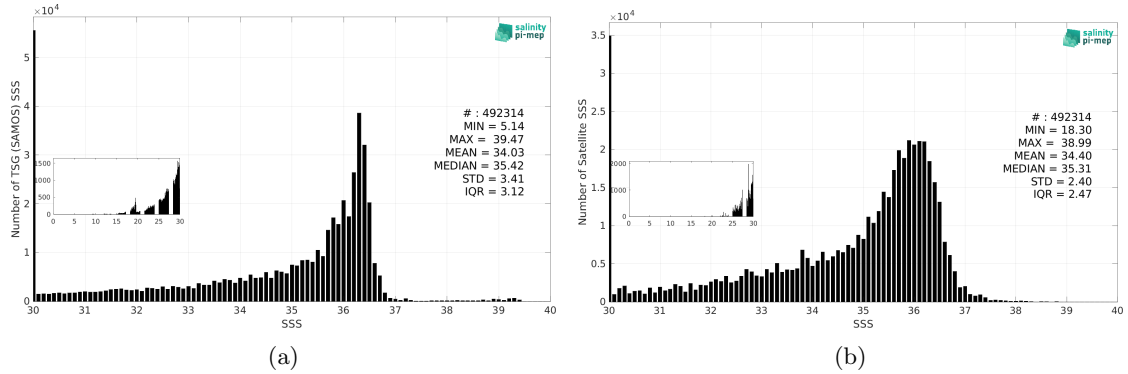 ×10⁴
salinity
pi-mep
Number of TSG (SAMOS) SSS
5
4
3
2
1
0
# : 492314
MIN = 5.14
MAX = 39.47
MEAN = 34.03
MEDIAN = 35.42
STD = 3.41
IQR = 3.12
1500
1000
500
0
0 5 10 15 20 25 30
30 31 32 33 34 35 36 37 38 39 40
SSS
(a)
×10⁴
salinity
pi-mep
Number of Satellite SSS
3.5
3
2.5
2
1.5
1
0.5
0
# : 492314
MIN = 18.30
MAX = 38.99
MEAN = 34.40
MEDIAN = 35.31
STD = 2.40
IQR = 2.47
2000
1000
0
0 5 10 15 20 25 30
30 31 32 33 34 35 36 37 38 39 40
SSS
(b)